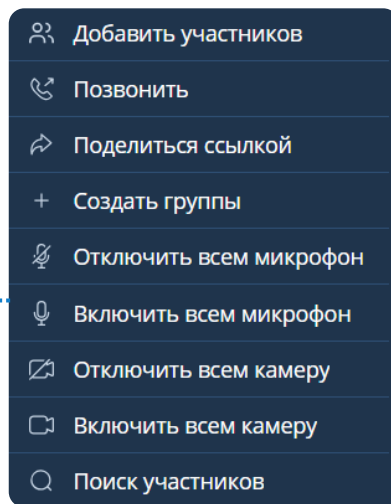 Добавить участников
Позвонить
Поделиться ссылкой
Создать группы
Отключить всем микрофон
Включить всем микрофон
Отключить всем камеру
Включить всем камеру
Поиск участников